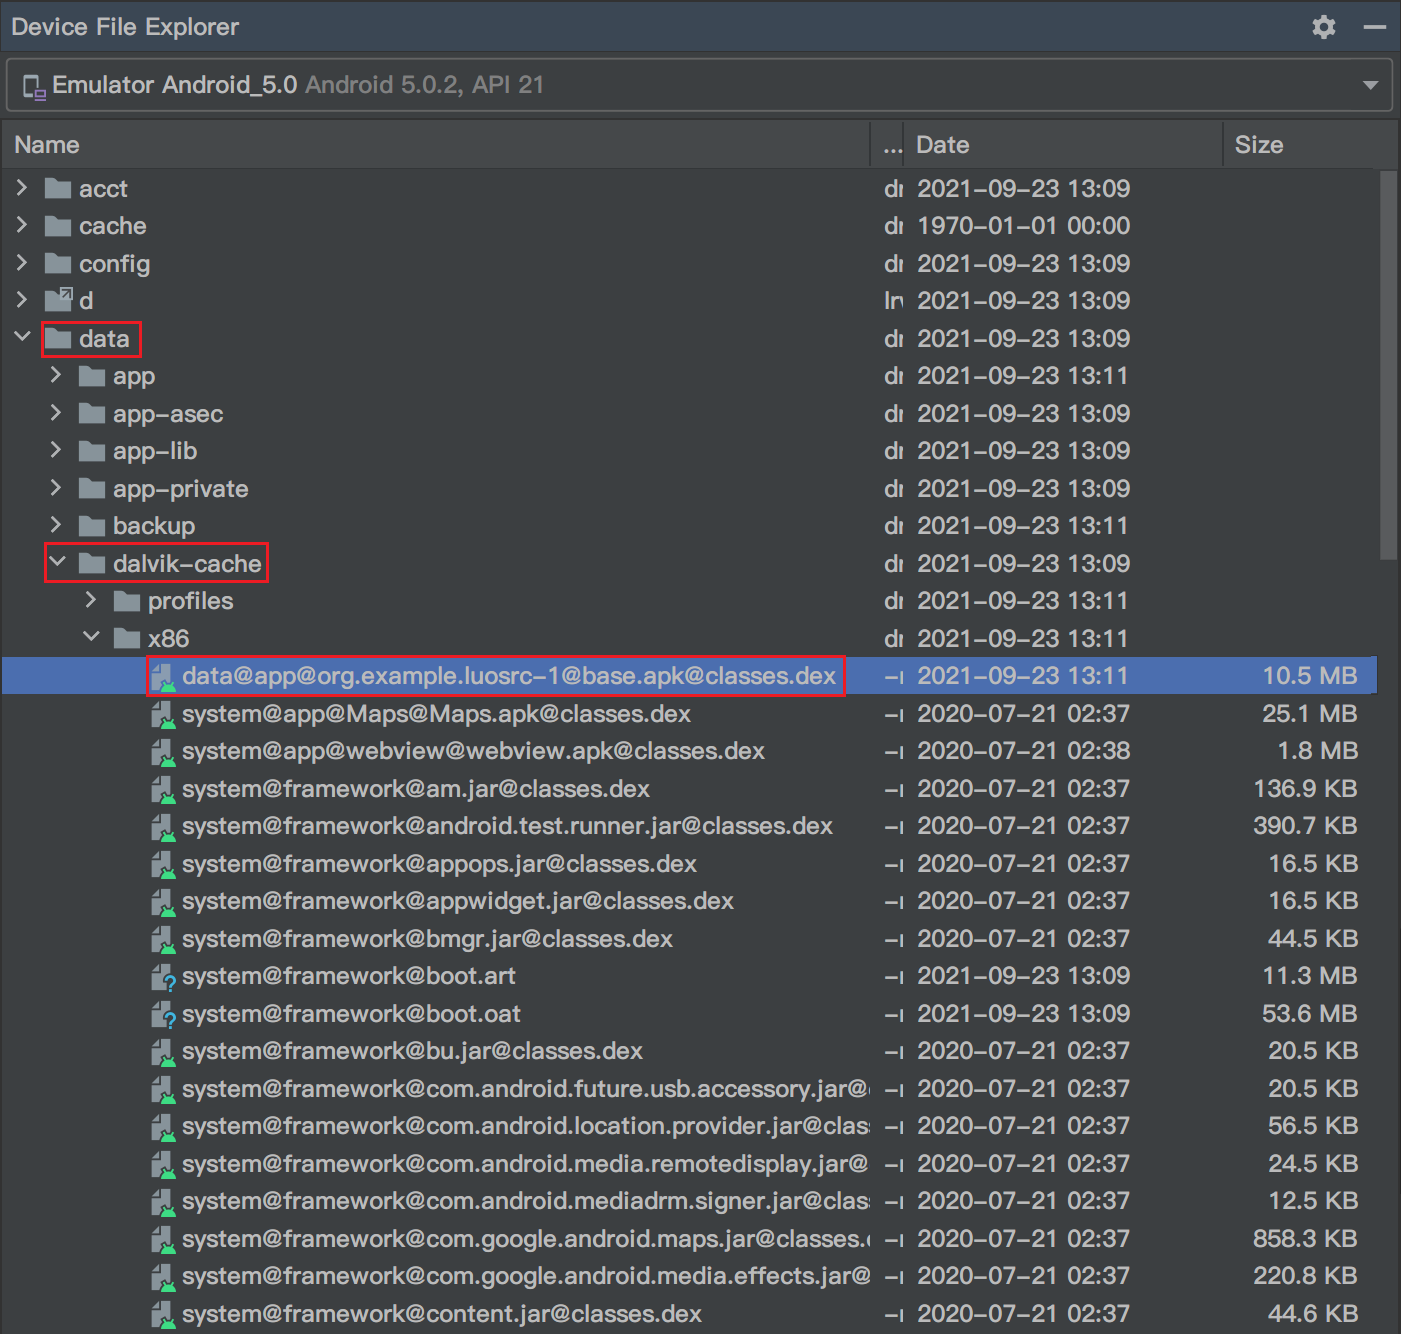 Device File Explorer
Emulator Android_5.0 Android 5.0.2, API 21
Name ... Date Size
acct dr 2021-09-23 13:09
cache dr 1970-01-01 00:00
config dr 2021-09-23 13:09
d lrv 2021-09-23 13:09
data dr 2021-09-23 13:09
app dr 2021-09-23 13:11
app-asec dr 2021-09-23 13:09
app-lib dr 2021-09-23 13:09
app-private dr 2021-09-23 13:09
backup dr 2021-09-23 13:11
dalvik-cache dr 2021-09-23 13:09
profiles dr 2021-09-23 13:11
x86 dr 2021-09-23 13:11
data@app@org.example.luosrc-1@base.apk@classes.dex -r 2021-09-23 13:11 10.5 MB
system@app@Maps@Maps.apk@classes.dex -r 2020-07-21 02:37 25.1 MB
system@app@webview@webview.apk@classes.dex -r 2020-07-21 02:38 1.8 MB
system@framework@am.jar@classes.dex -r 2020-07-21 02:37 136.9 KB
system@framework@android.test.runner.jar@classes.dex -r 2020-07-21 02:37 390.7 KB
system@framework@appops.jar@classes.dex -r 2020-07-21 02:37 16.5 KB
system@framework@appwidget.jar@classes.dex -r 2020-07-21 02:37 16.5 KB
system@framework@bmgr.jar@classes.dex -r 2020-07-21 02:37 44.5 KB
system@framework@boot.art -r 2021-09-23 13:09 11.3 MB
system@framework@boot.oat -r 2021-09-23 13:09 53.6 MB
system@framework@bu.jar@classes.dex -r 2020-07-21 02:37 20.5 KB
system@framework@com.android.future.usb.accessory.jar@ -r 2020-07-21 02:37 20.5 KB
system@framework@com.android.location.provider.jar@clas -r 2020-07-21 02:37 56.5 KB
system@framework@com.android.media.remotedisplay.jar@ -r 2020-07-21 02:37 24.5 KB
system@framework@com.android.mediadrm.signer.jar@clas -r 2020-07-21 02:37 12.5 KB
system@framework@com.google.android.maps.jar@classes. -r 2020-07-21 02:37 858.3 KB
system@framework@com.google.android.media.effects.jar@ -r 2020-07-21 02:37 220.8 KB
system@framework@content.jar@classes.dex -r 2020-07-21 02:37 44.6 KB